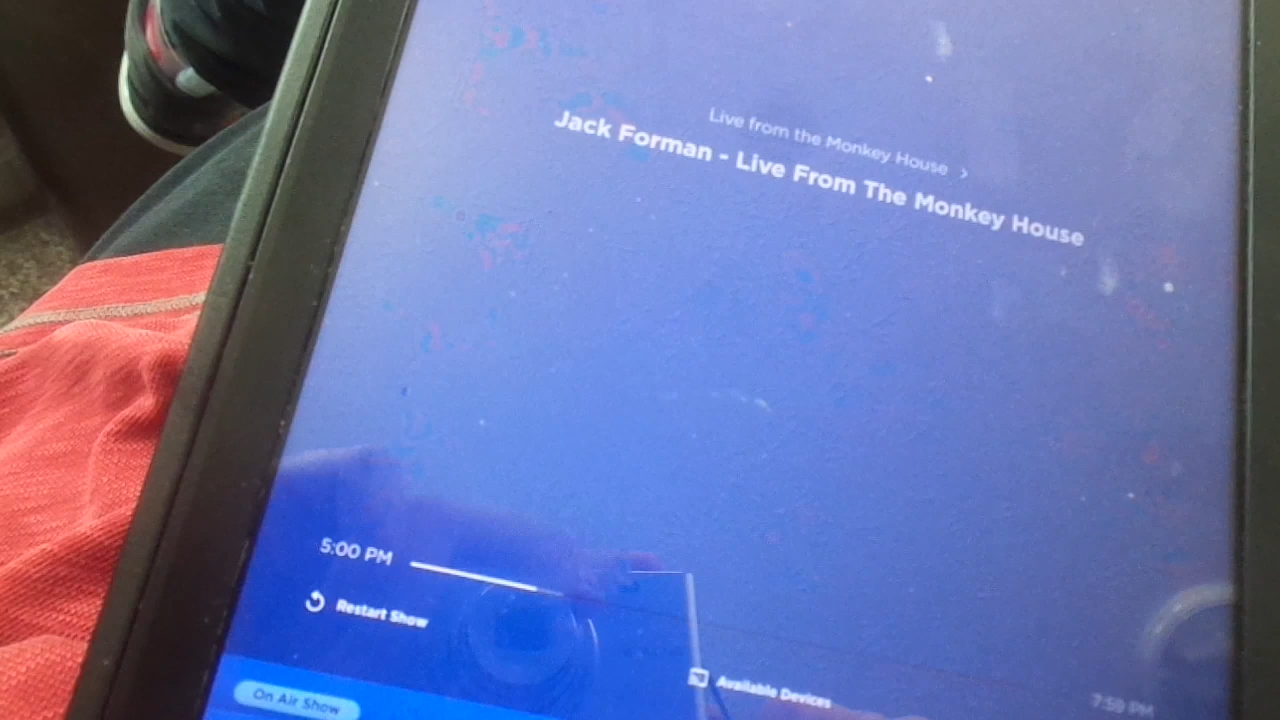 Live from the Monkey House >
Jack Forman - Live From The Monkey House
5:00 PM
7:59 PM
Restart Show
Available Devices
On Air Show